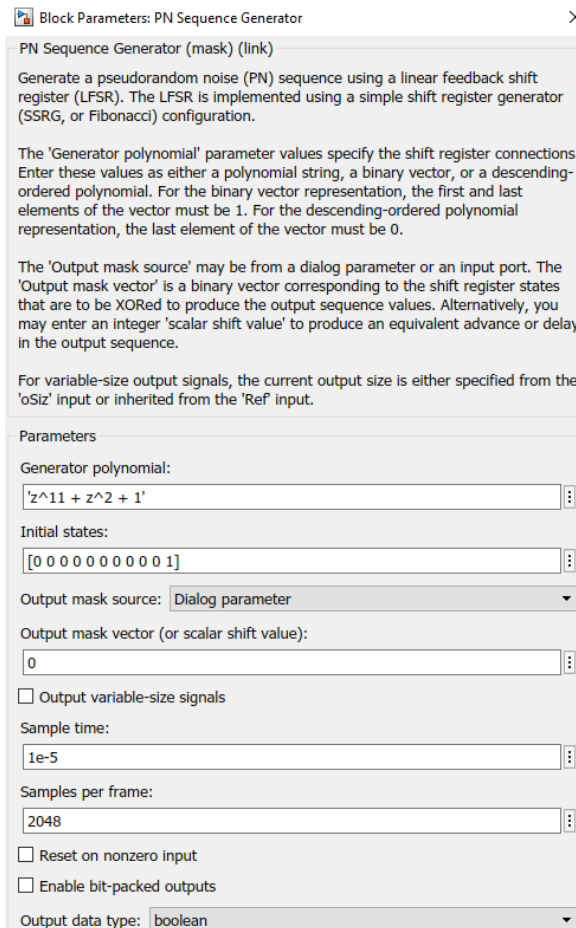 Block Parameters: PN Sequence Generator
PN Sequence Generator (mask) (link)
Generate a pseudorandom noise (PN) sequence using a linear feedback shift
register (LFSR). The LFSR is implemented using a simple shift register generator
(SSRG, or Fibonacci) configuration.
The 'Generator polynomial' parameter values specify the shift register connections
Enter these values as either a polynomial string, a binary vector, or a descending-
ordered polynomial. For the binary vector representation, the first and last
elements of the vector must be 1. For the descending-ordered polynomial
representation, the last element of the vector must be 0.
The 'Output mask source' may be from a dialog parameter or an input port. The
'Output mask vector' is a binary vector corresponding to the shift register states
that are to be XORed to produce the output sequence values. Alternatively, you
may enter an integer 'scalar shift value' to produce an equivalent advance or delay
in the output sequence.
For variable-size output signals, the current output size is either specified from the
'oSiz' input or inherited from the 'Ref' input.
Parameters
Generator polynomial:
'z^11 + z^2 + 1'
Initial states:
[0 0 0 0 0 0 0 0 0 0 1]
Output mask source: Dialog parameter
Output mask vector (or scalar shift value):
0
Output variable-size signals
Sample time:
1e-5
Samples per frame:
2048
Reset on nonzero input
Enable bit-packed outputs
Output data type: boolean